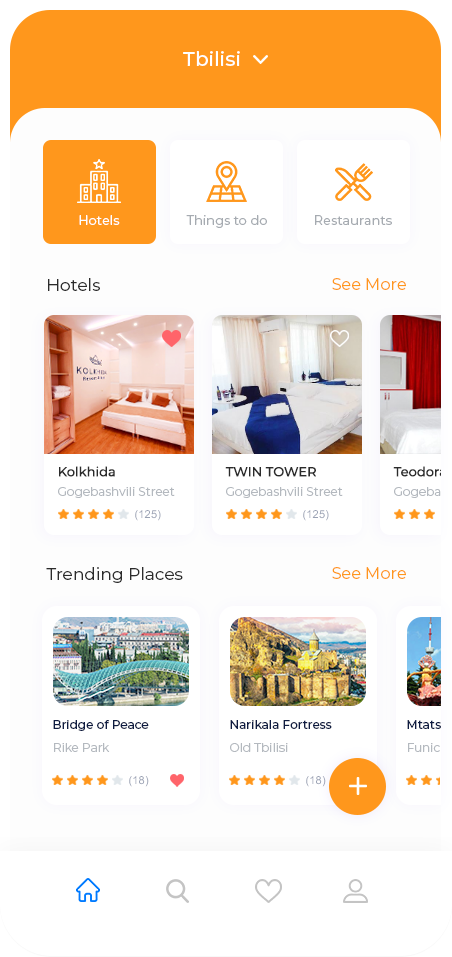 Tbilisi
Hotels
Things to do
Restaurants
Hotels
See More
KOLKHIDA
Kolkhida
Gogebashvili Street
(125)
TWIN TOWER
Gogebashvili Street
(125)
Teodora
Trending Places
See More
Bridge of Peace
Rike Park
(18)
Narikala Fortress
Old Tbilisi
(18)
Mtats
Funic